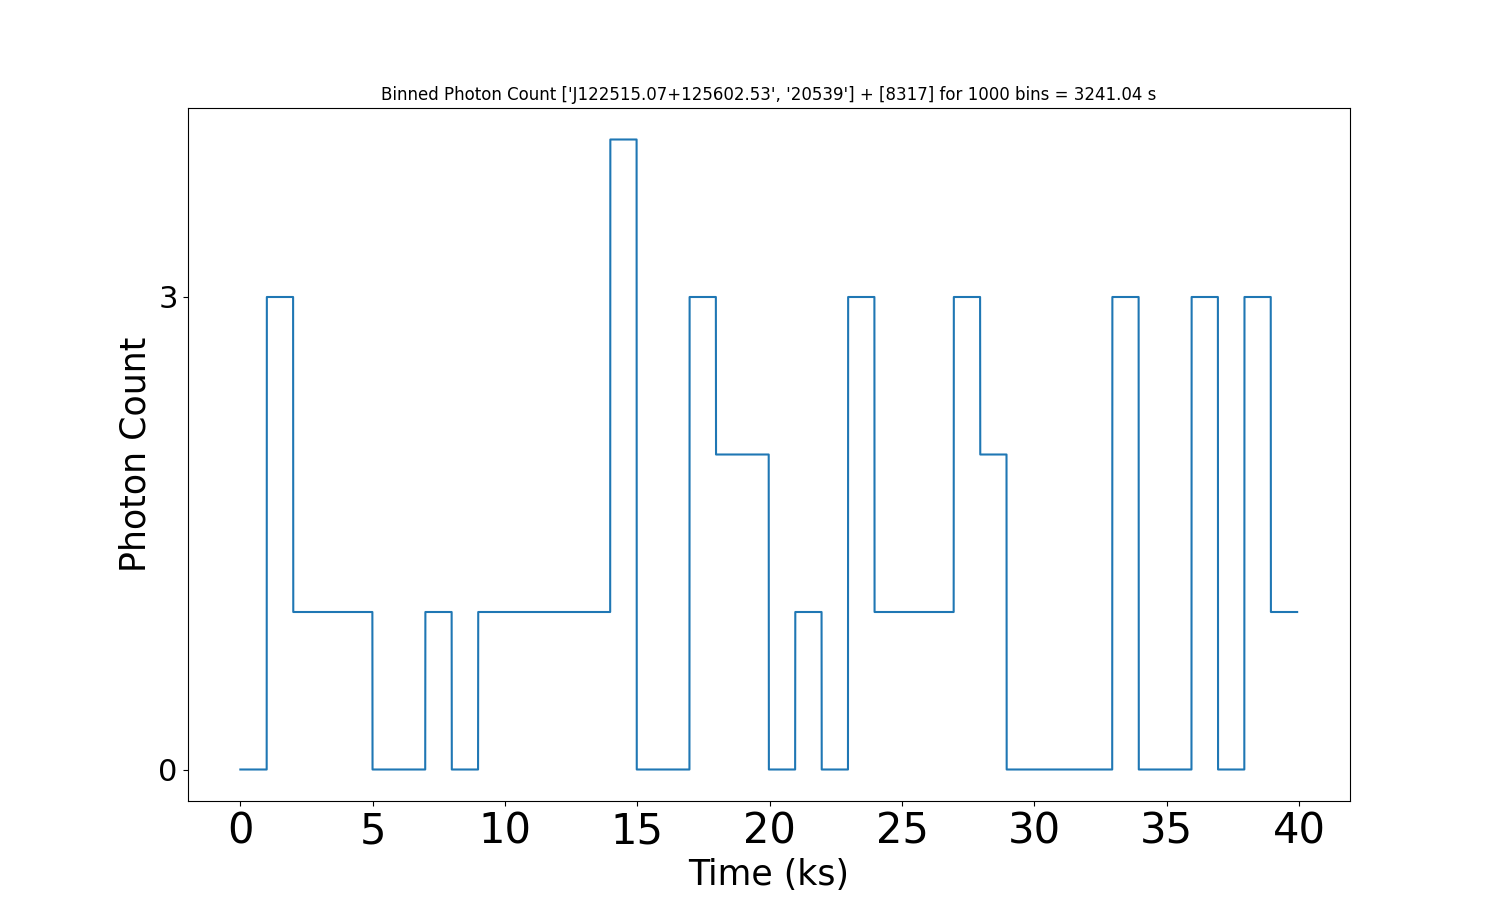 Binned Photon Count ['J122515.07+125602.53', '20539'] + [8317] for 1000 bins = 3241.04 s
3
Photon Count
0
0 5 10 15 20 25 30 35 40
Time (ks)